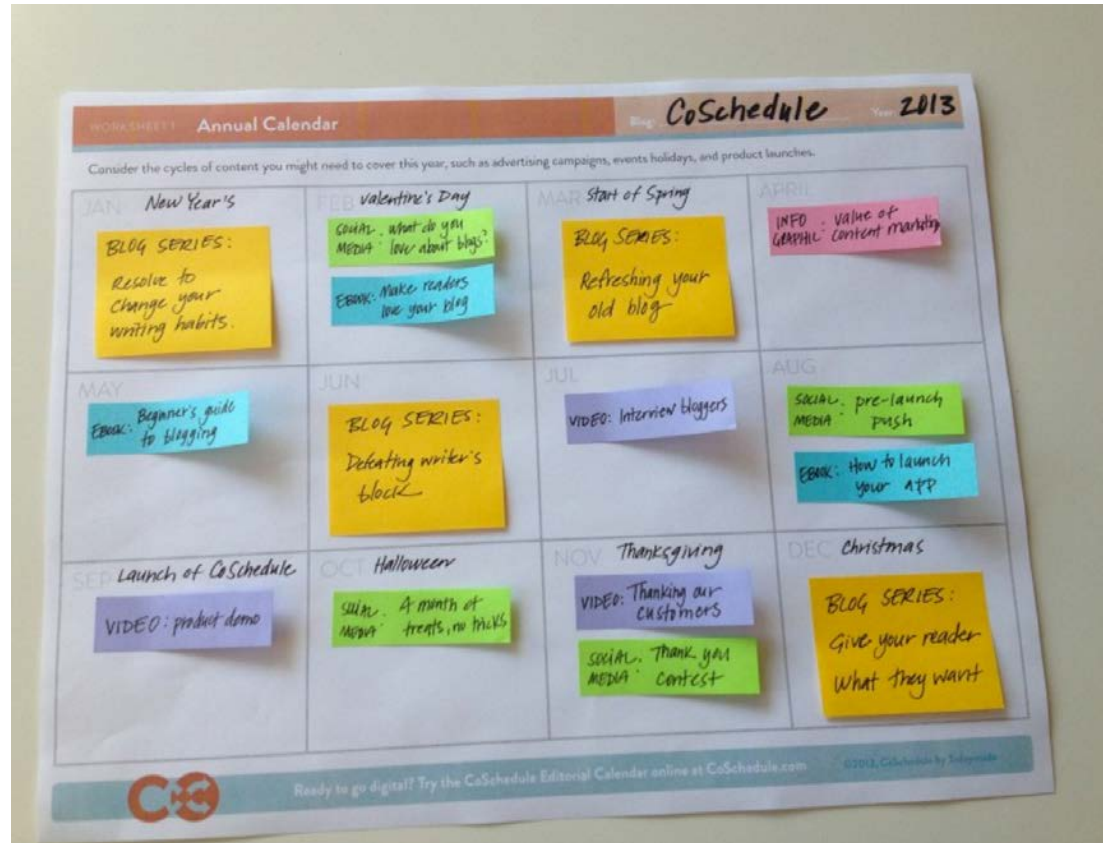 WORKSHEET 1 Annual Calendar Blog: CoSchedule Year: 2013
Consider the cycles of content you might need to cover this year, such as advertising campaigns, events holidays, and product launches.
JAN New Year's
BLOG SERIES:
Resolve to
change your
writing habits.
FEB Valentine's Day
SOCIAL MEDIA: what do you
love about blogs?
EBOOK: Make readers
love your blog
MAR Start of Spring
BLOG SERIES:
Refreshing your
old blog
APRIL
INFO GRAPHIC: value of
content marketing
MAY
EBOOK: Beginner's guide
to blogging
JUN
BLOG SERIES:
Defeating writer's
block
JUL
VIDEO: Interview bloggers
AUG
SOCIAL MEDIA: pre-launch
push
EBOOK: How to launch
your APP
SEP Launch of CoSchedule
VIDEO: product demo
OCT Halloween
SOCIAL MEDIA: A month of
treats, no tricks
NOV Thanksgiving
VIDEO: Thanking our
customers
SOCIAL MEDIA: Thank you
contest
DEC Christmas
BLOG SERIES:
Give your reader
What they want
Ready to go digital? Try the CoSchedule Editorial Calendar online at CoSchedule.com ©2013, CoSchedule by Todaymade